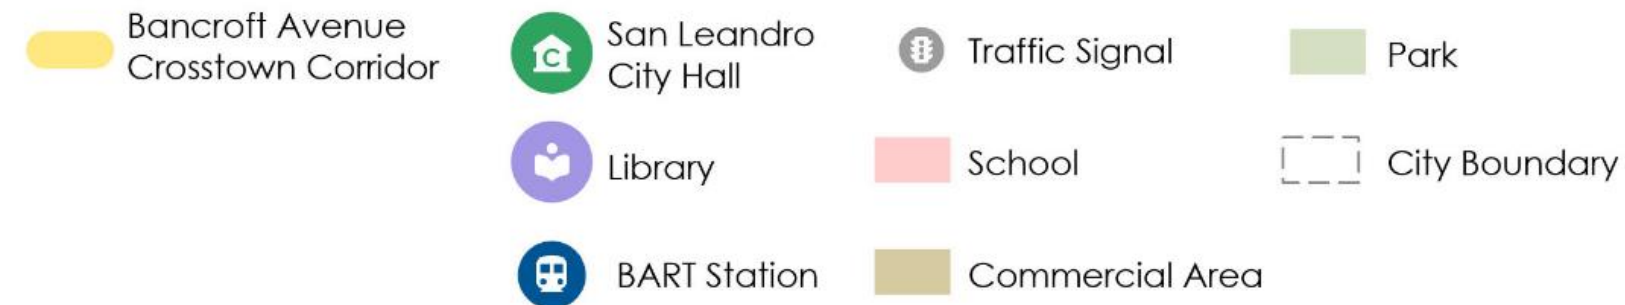 Bancroft Avenue
Crosstown Corridor
C
San Leandro
City Hall
Library
BART Station
Traffic Signal
School
Commercial Area
Park
City Boundary